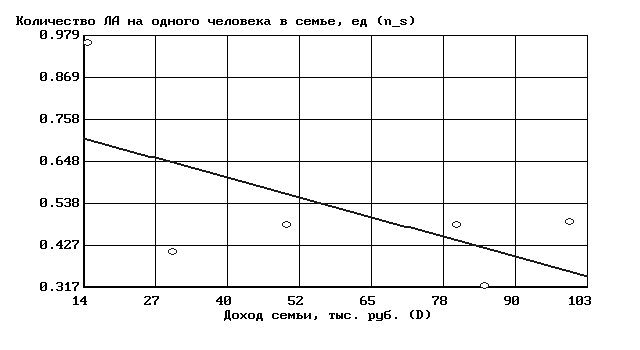 Количество ЛА на одного человека в семье, ед (n_s)
0.979
0.869
0.758
0.648
0.538
0.427
0.317
14 27 40 52 65 78 90 103
Доход семьи, тыс. руб. (D)